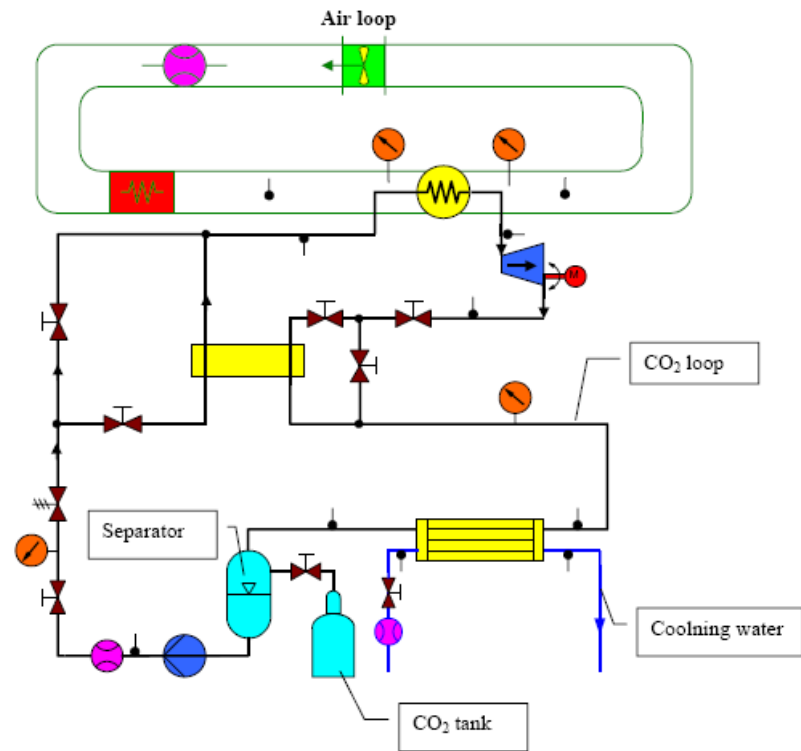 Air loop
M
CO₂ loop
Separator
Coolning water
CO₂ tank